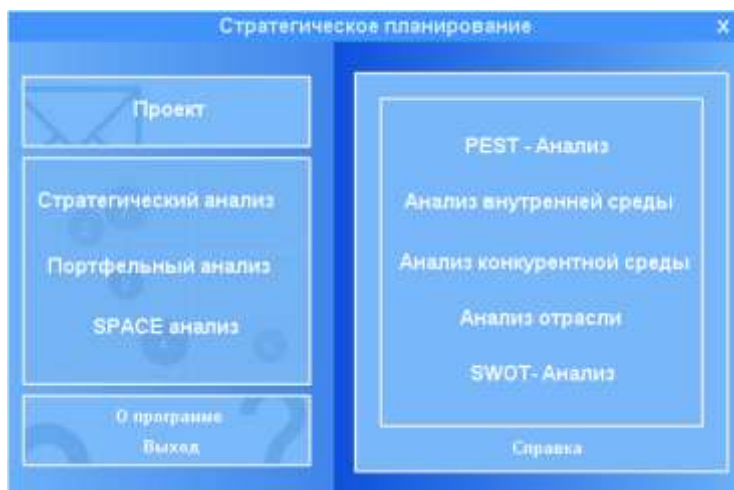 Стратегическое планирование X
Проект
Стратегический анализ
Портфельный анализ
SPACE анализ
О программе
Выход
PEST - Анализ
Анализ внутренней среды
Анализ конкурентной среды
Анализ отрасли
SWOT- Анализ
Справка